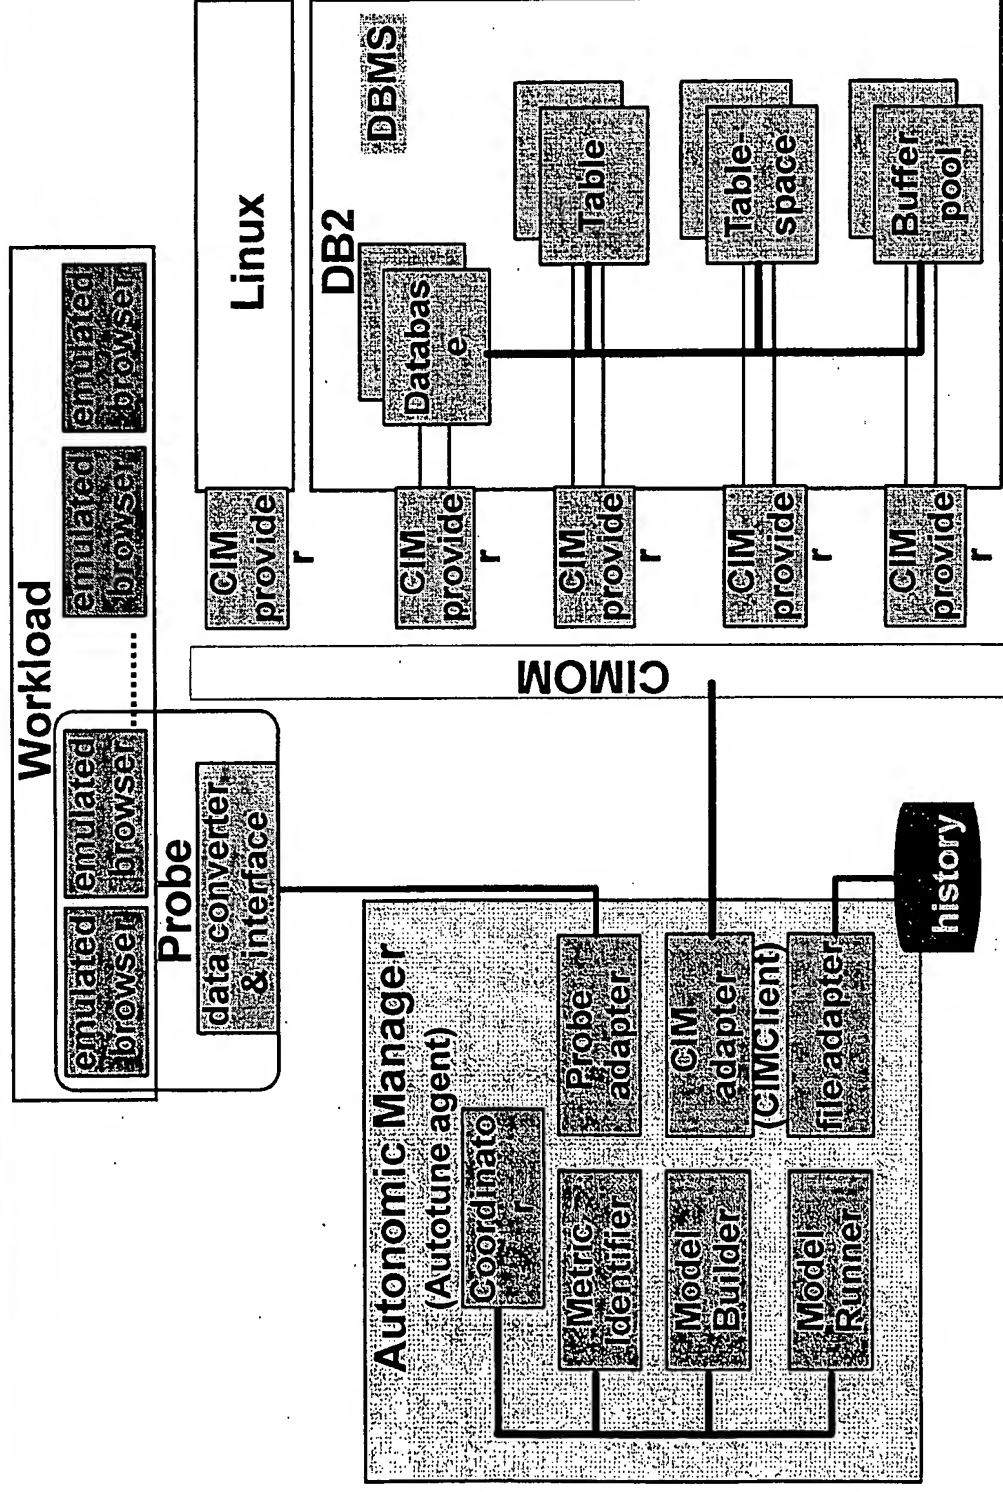 Workload
emulated
browser
emulated
browser
emulated
browser
emulated
browser
Probe
data converter
& interface
Autonomic Manager
(Autotune agent)
Coordinato
r
Metric
Identifier
Model
Builder
Model
Runner
Probe
adapter
CIM
adapter
(CIMClient)
file adapter
history
CIMOM
CIM
provide
r
CIM
provide
r
CIM
provide
r
CIM
provide
r
CIM
provide
r
Linux
DB2
DBMS
Databas
e
Table
Table-
space
Buffer
pool